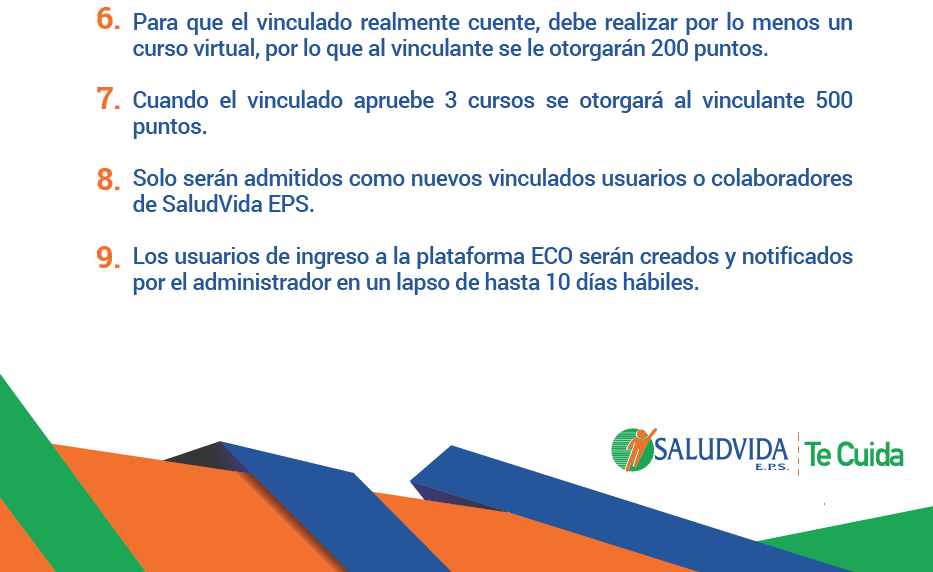 6. Para que el vinculado realmente cuente, debe realizar por lo menos un
curso virtual, por lo que al vinculante se le otorgarán 200 puntos.
7. Cuando el vinculado apruebe 3 cursos se otorgará al vinculante 500
puntos.
8. Solo serán admitidos como nuevos vinculados usuarios o colaboradores
de SaludVida EPS.
9. Los usuarios de ingreso a la plataforma ECO serán creados y notificados
por el administrador en un lapso de hasta 10 días hábiles.
SALUDVIDA
E.P.S.
Te Cuida